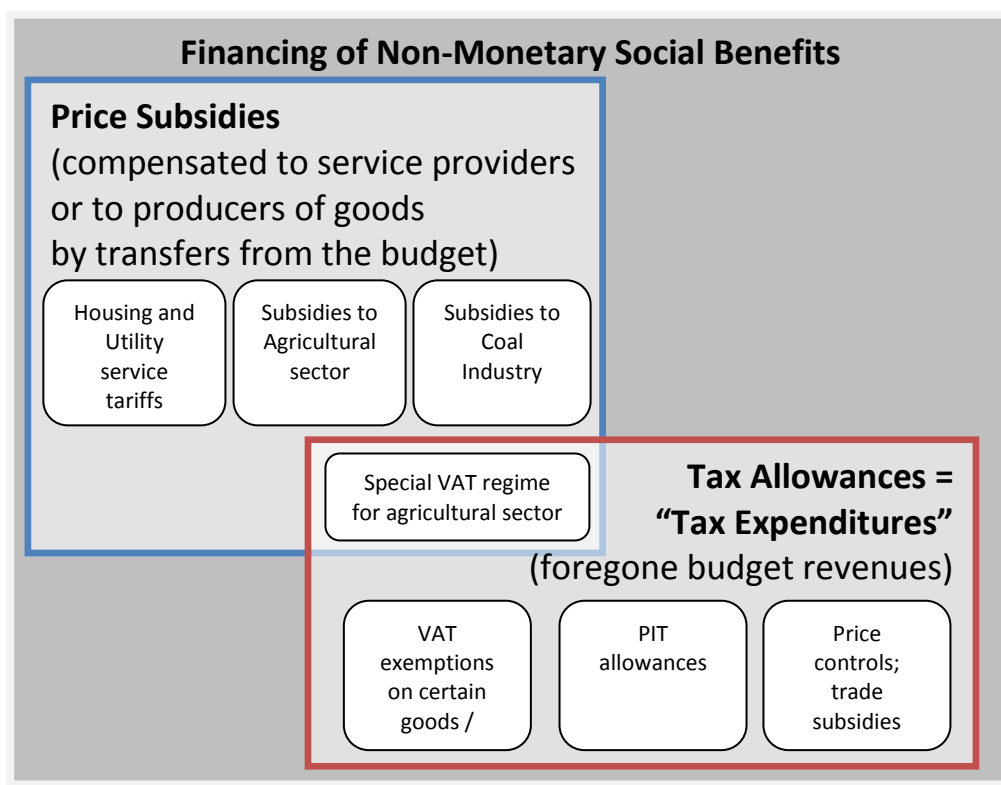 Financing of Non-Monetary Social Benefits
Price Subsidies
(compensated to service providers
or to producers of goods
by transfers from the budget)
Housing and
Utility
service
tariffs
Subsidies to
Agricultural
sector
Subsidies to
Coal
Industry
Special VAT regime
for agricultural sector
Tax Allowances =
“Tax Expenditures”
(foregone budget revenues)
VAT
exemptions
on certain
goods /
PIT
allowances
Price
controls;
trade
subsidies